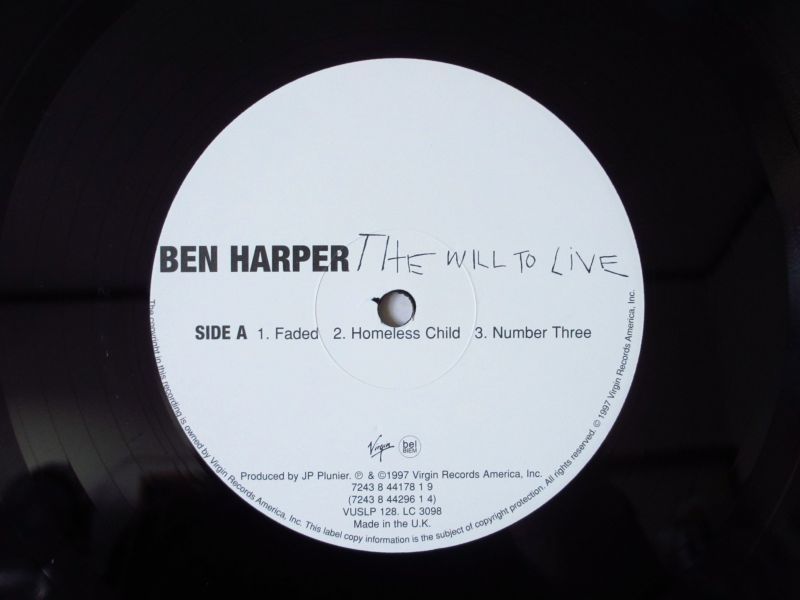 BEN HARPER THE WILL TO LIVE
SIDE A 1. Faded 2. Homeless Child 3. Number Three
Virgin
bel
BIEM
Produced by JP Plunier. ℗ & ©1997 Virgin Records America, Inc.
7243 8 44178 1 9
(7243 8 44296 1 4)
VUSLP 128. LC 3098
Made in the U.K.
The copyright in this recording is owned by Virgin Records America, Inc. This label copy information is the subject of copyright protection. All rights reserved. © 1997 Virgin Records America, Inc.